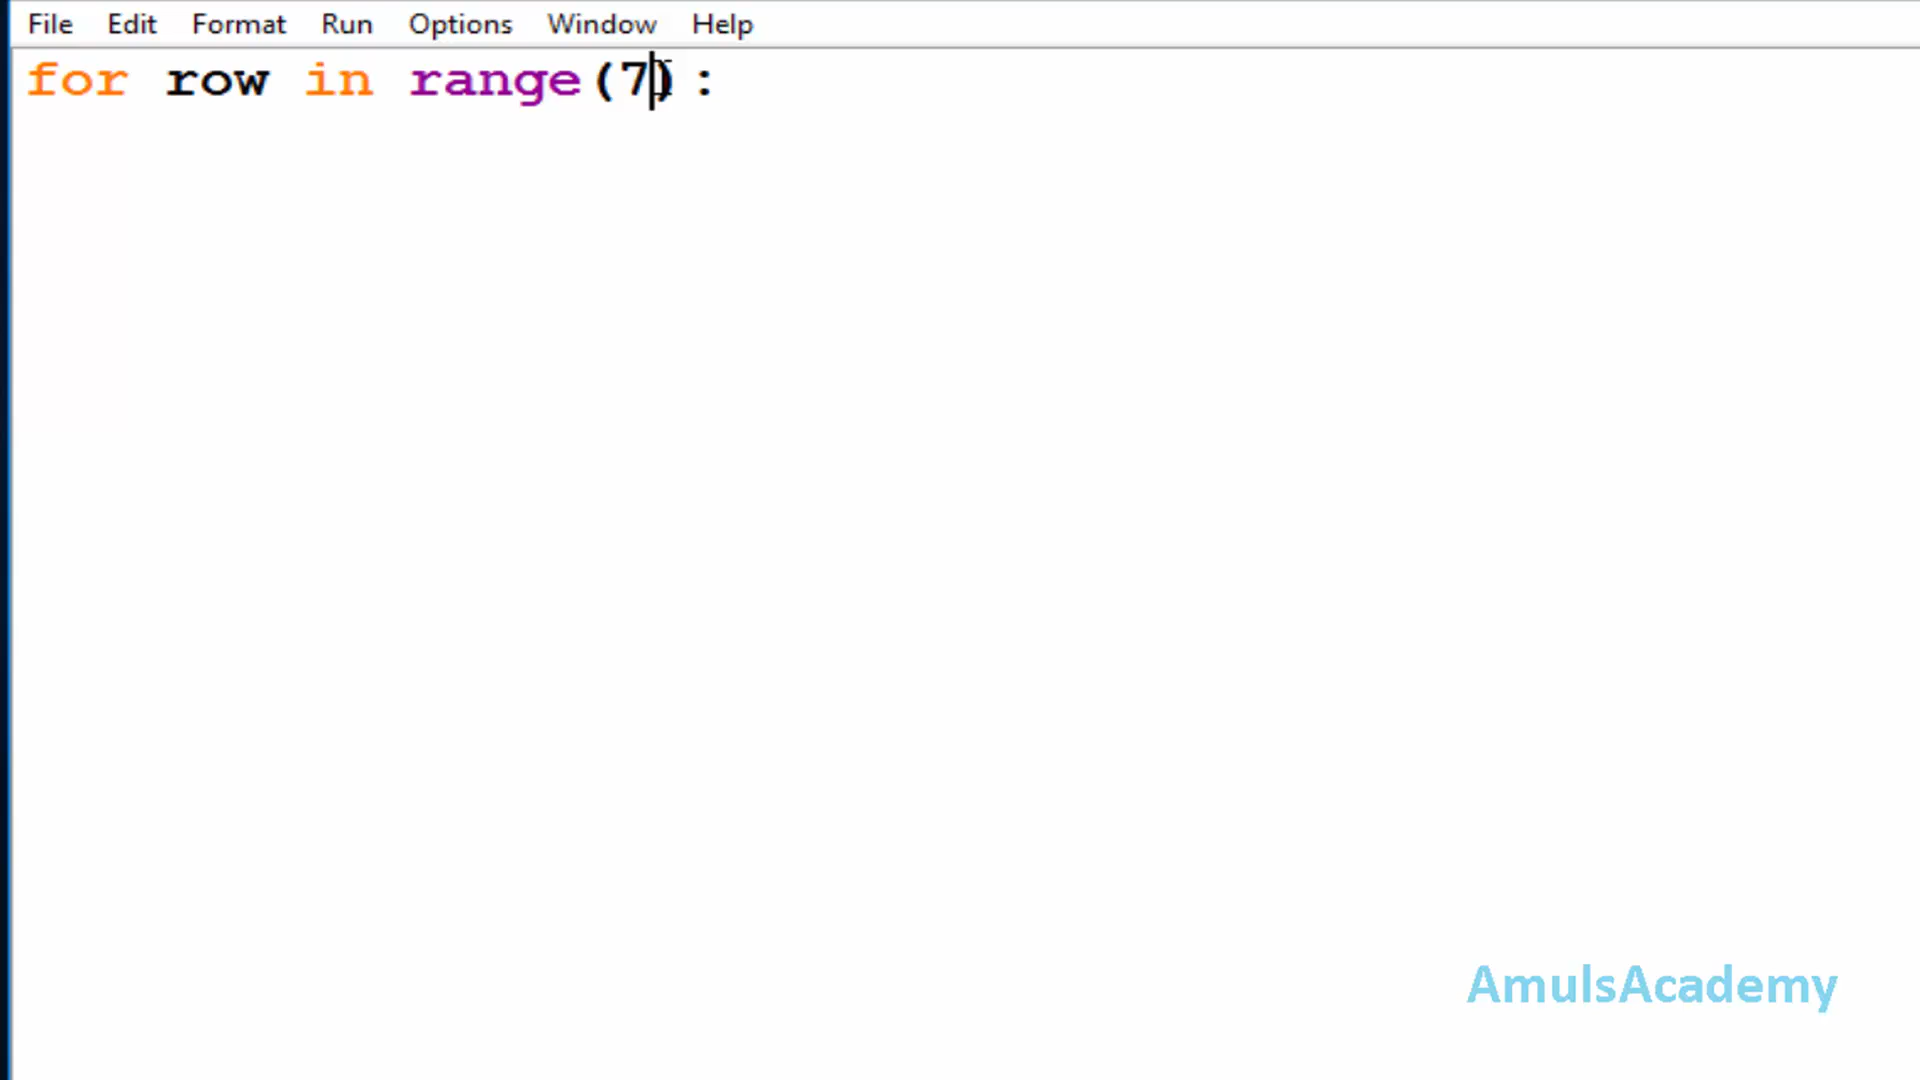 File Edit Format Run Options Window Help
for row in range(7):
AmulsAcademy